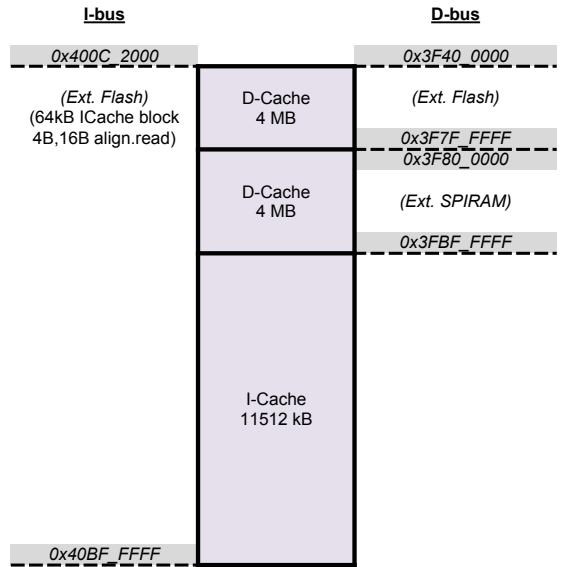 I-bus
D-bus
0x400C_2000
0x3F40_0000
(Ext. Flash)
(64kB ICache block
4B,16B align.read)
D-Cache
4 MB
(Ext. Flash)
0x3F7F_FFFF
0x3F80_0000
D-Cache
4 MB
(Ext. SPIRAM)
0x3FBF_FFFF
I-Cache
11512 kB
0x40BF_FFFF